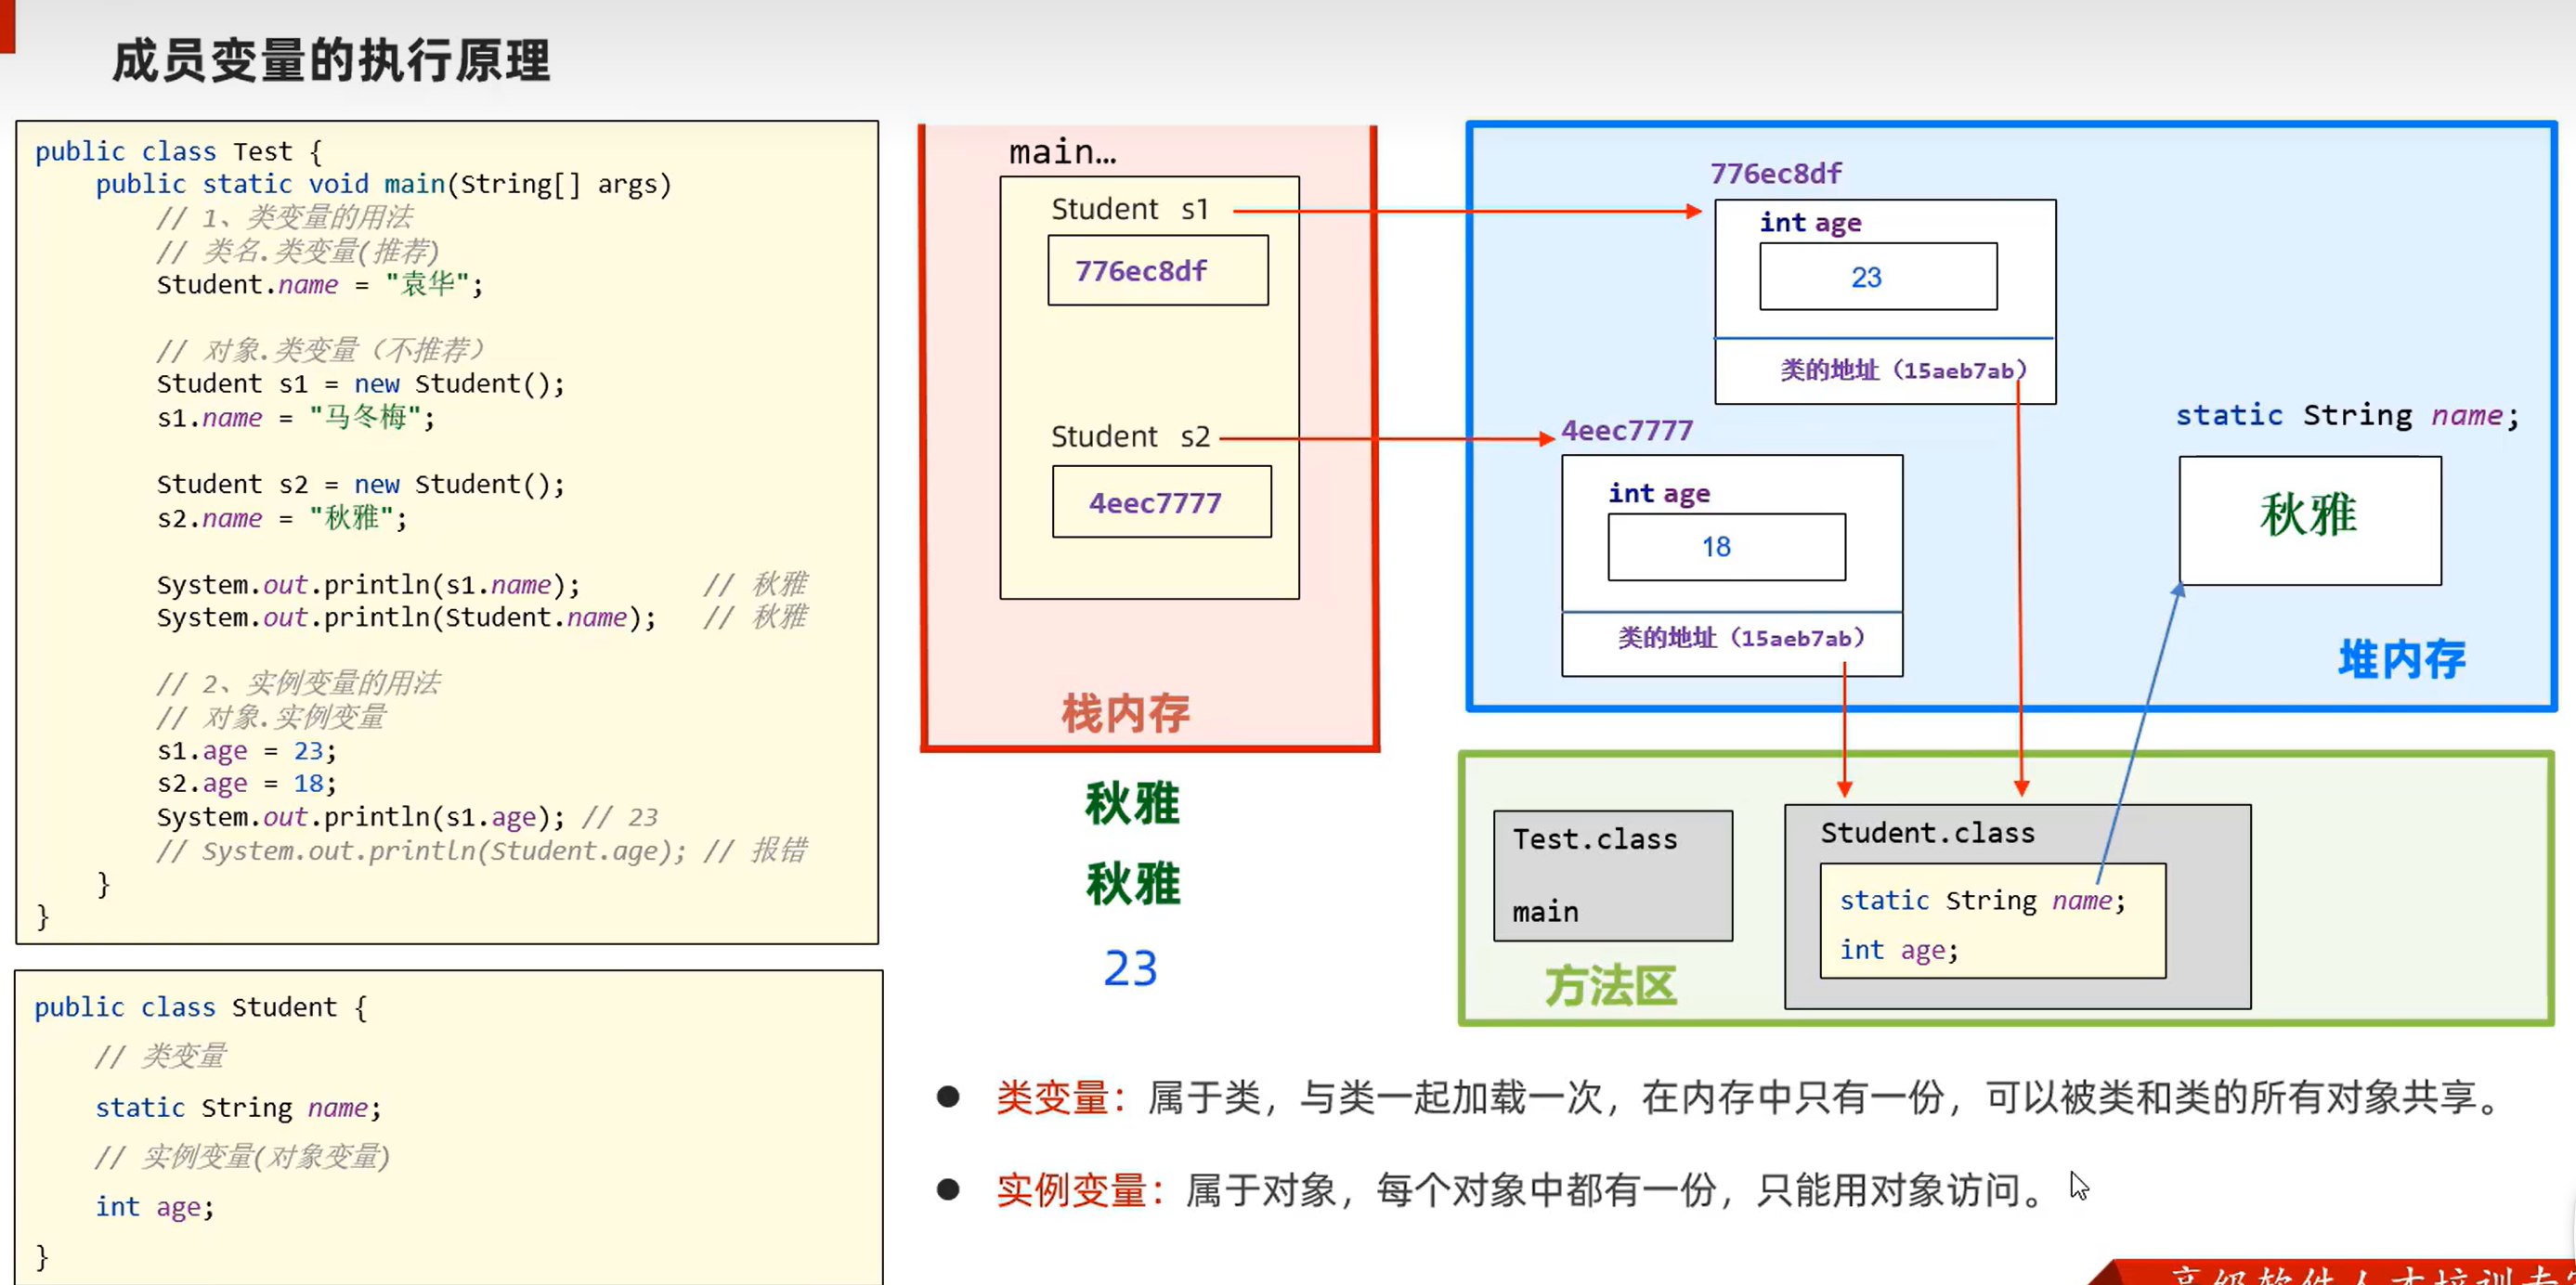 成员变量的执行原理
public class Test {
public static void main(String[] args)
// 1、类变量的用法
// 类名.类变量(推荐)
Student.name = "袁华";
// 对象.类变量（不推荐）
Student s1 = new Student();
s1.name = "马冬梅";
Student s2 = new Student();
s2.name = "秋雅";
System.out.println(s1.name); // 秋雅
System.out.println(Student.name); // 秋雅
// 2、实例变量的用法
// 对象.实例变量
s1.age = 23;
s2.age = 18;
System.out.println(s1.age); // 23
// System.out.println(Student.age); // 报错
}
}
public class Student {
// 类变量
static String name;
// 实例变量(对象变量)
int age;
}
main…
Student s1
776ec8df
Student s2
4eec7777
栈内存
秋雅
秋雅
23
776ec8df
int age
23
类的地址（15aeb7ab）
4eec7777
int age
18
类的地址（15aeb7ab）
static String name;
秋雅
堆内存
Test.class
main
方法区
Student.class
static String name;
int age;
● 类变量：属于类，与类一起加载一次，在内存中只有一份，可以被类和类的所有对象共享。
● 实例变量：属于对象，每个对象中都有一份，只能用对象访问。
高级软件人才培训专